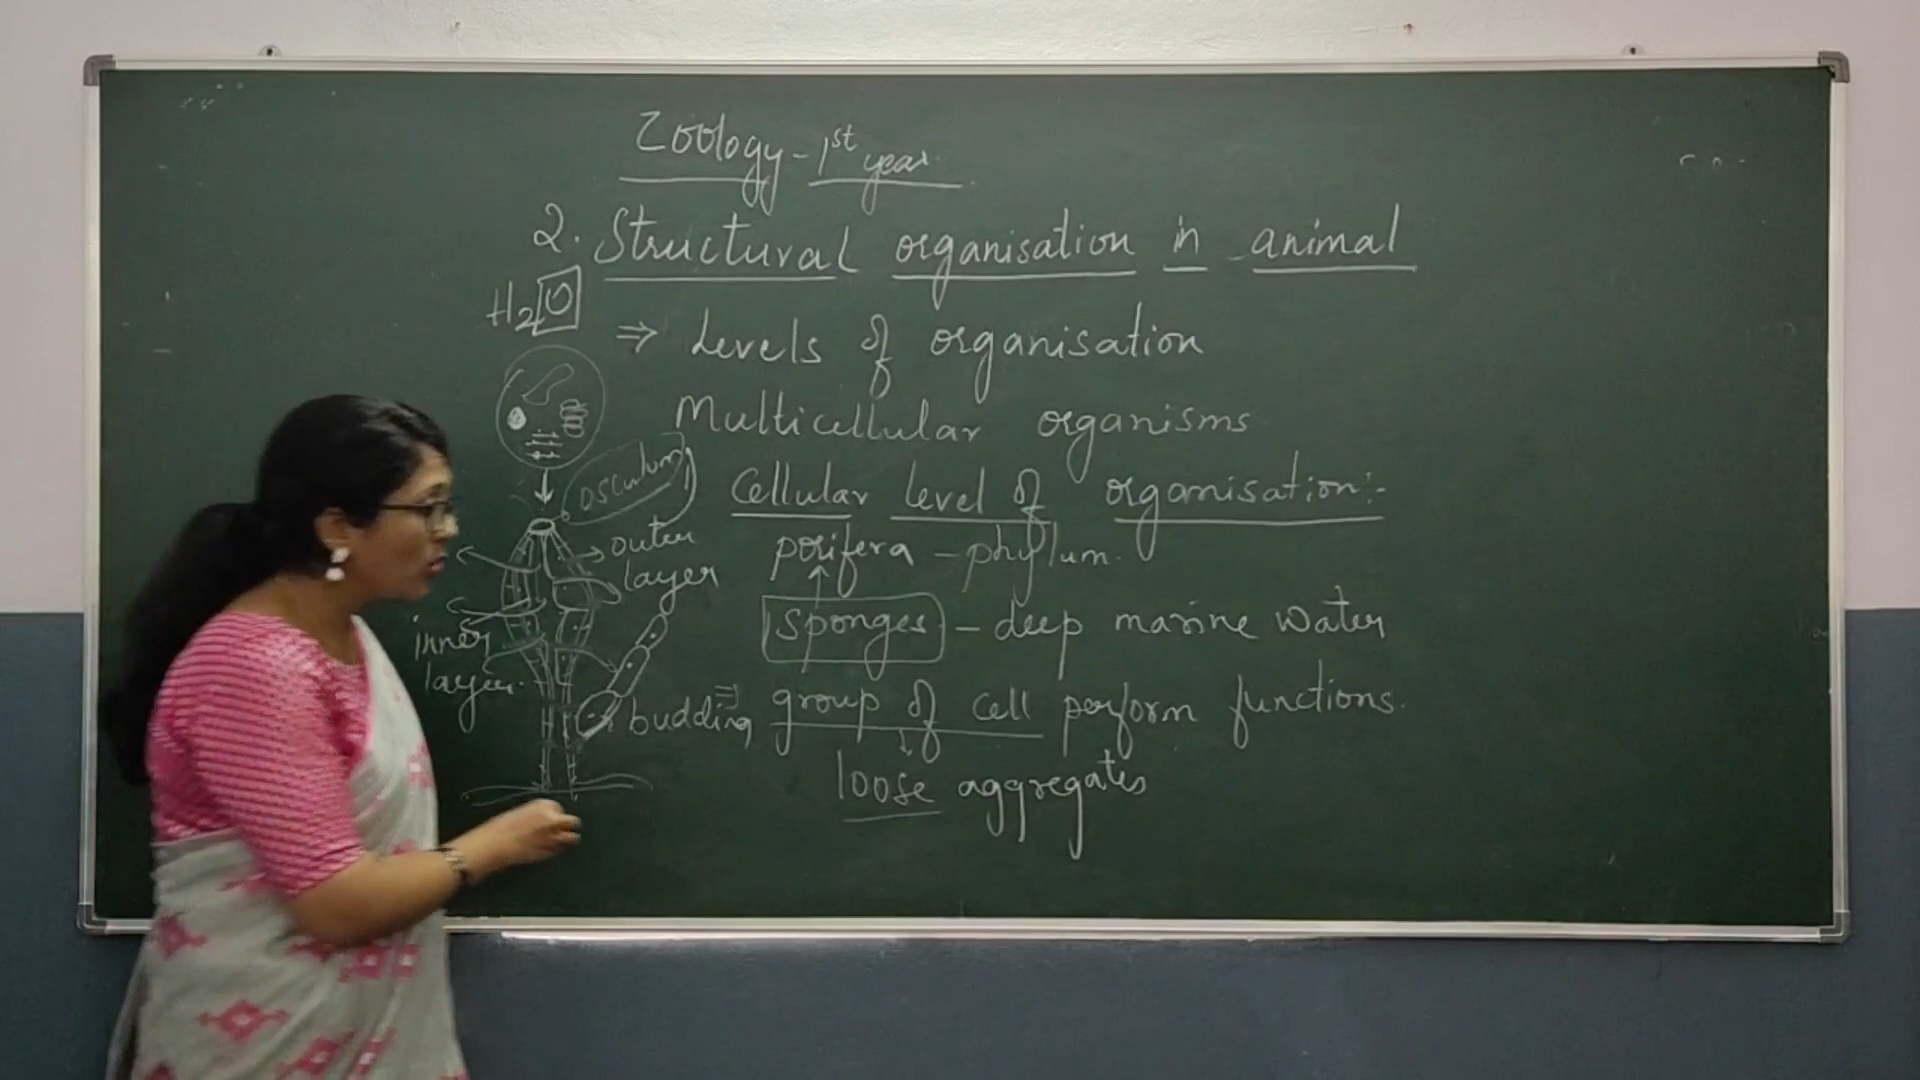 Zoology - 1st year.
2. Structural organisation in animal
H2O
⇒ Levels of organisation
Multicellular organisms
osculum
Cellular level of organisation:-
outer
layer
porifera - phylum.
Sponges - deep marine water
inner
layer.
budding ⇒ group of cell perform functions.
loose aggregates